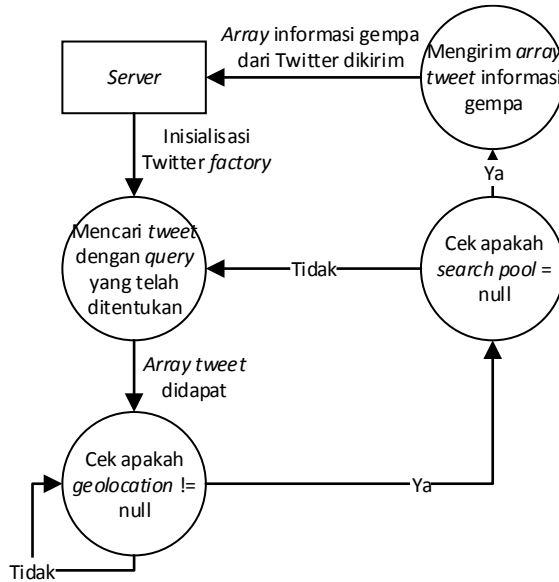 Array informasi gempa
dari Twitter dikirim
Server
Mengirim array
tweet informasi
gempa
Inisialisasi
Twitter factory
Ya
Mencari tweet
dengan query
yang telah
ditentukan
Tidak
Cek apakah
search pool =
null
Array tweet
didapat
Cek apakah
geolocation !=
null
Ya
Tidak